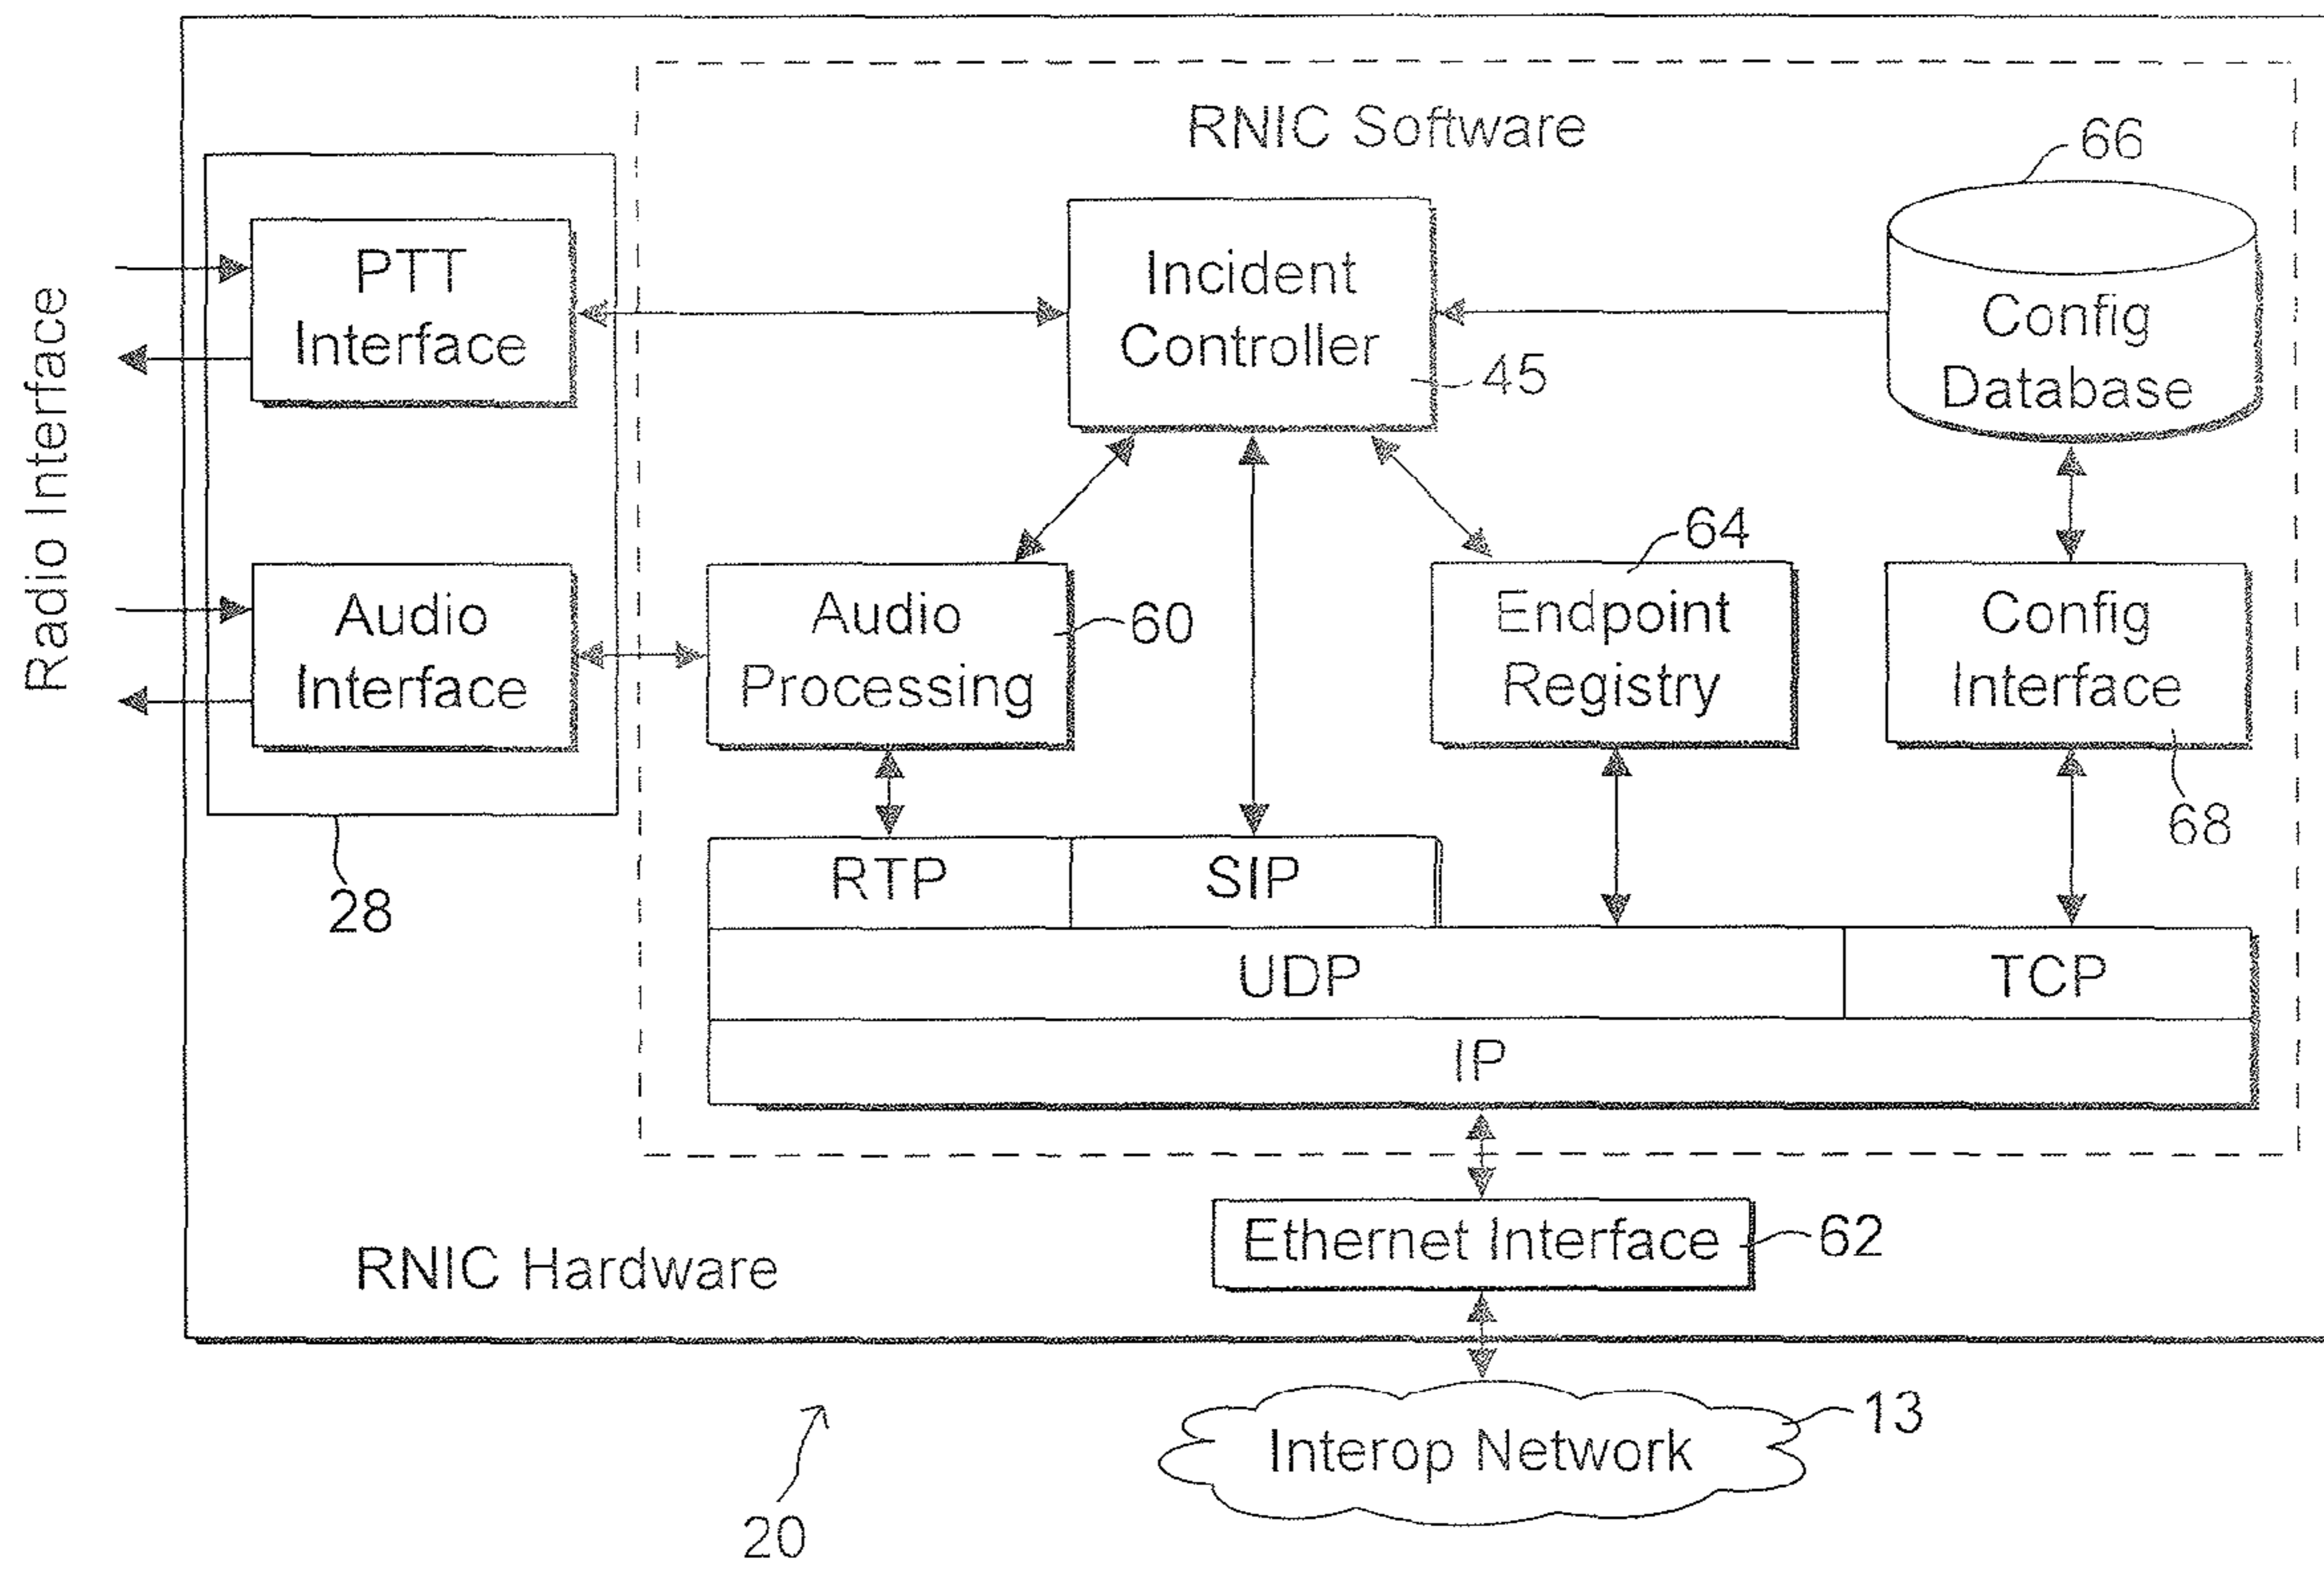 RNIC Software
66
PTT
Interface
Incident
Controller
45
Config
Database
Radio Interface
64
Audio
Interface
Audio
Processing
60
Endpoint
Registry
Config
Interface
68
28
RTP
SIP
UDP
TCP
IP
Ethernet Interface
62
RNIC Hardware
Interop Network
13
20